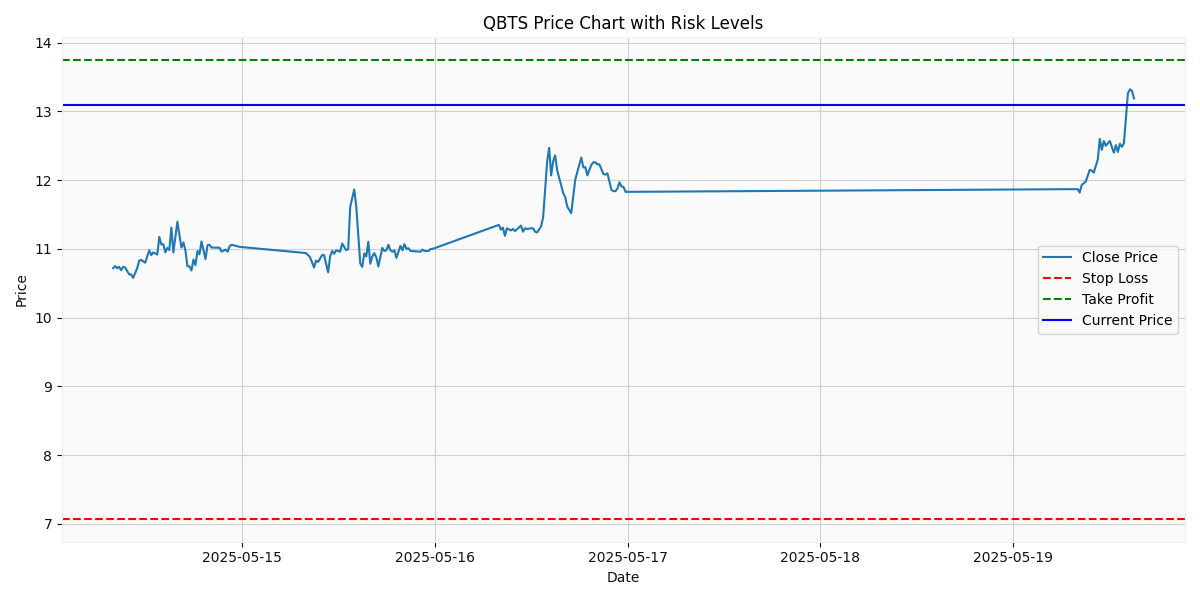 QBTS Price Chart with Risk Levels
14
13
12
11
10
9
8
7
Price
Close Price
Stop Loss
Take Profit
Current Price
2025-05-15
2025-05-16
2025-05-17
2025-05-18
2025-05-19
Date